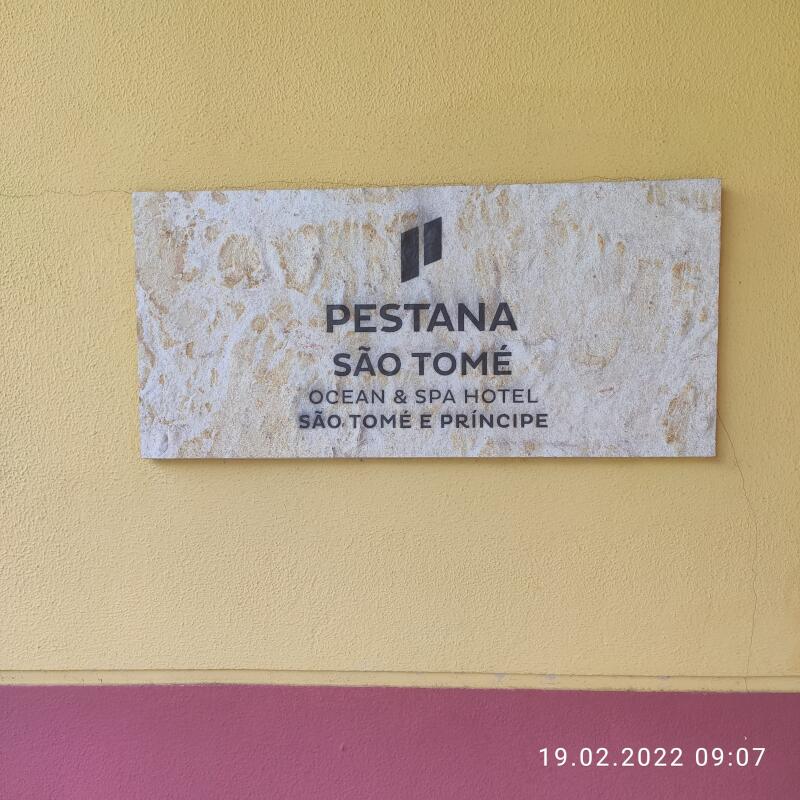 PESTANA
SÃO TOMÉ
OCEAN & SPA HOTEL
SÃO TOMÉ E PRÍNCIPE
19.02.2022 09:07